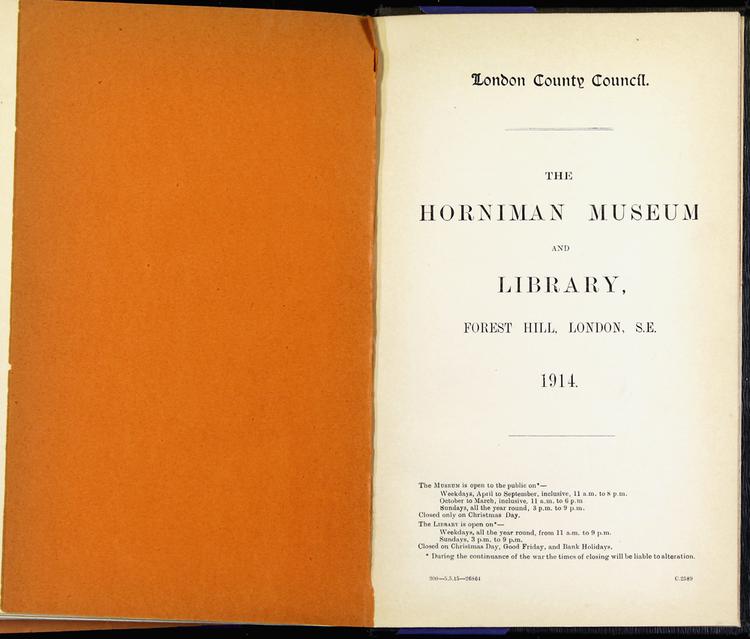 London County Council.
THE
HORNIMAN MUSEUM
AND
LIBRARY,
FOREST HILL, LONDON, S.E.
1914.
The MUSEUM is open to the public on*—
Weekdays, April to September, inclusive, 11 a.m. to 8 p.m.
October to March, inclusive, 11 a.m. to 6 p.m
Sundays, all the year round, 3 p.m. to 9 p.m.
Closed only on Christmas Day.
The LIBRARY is open on*—
Weekdays, all the year round, from 11 a.m. to 9 p.m.
Sundays, 3 p.m. to 9 p.m.
Closed on Christmas Day, Good Friday, and Bank Holidays.
* During the continuance of the war the times of closing will be liable to alteration.
200—5.5.15—26864 C.2589